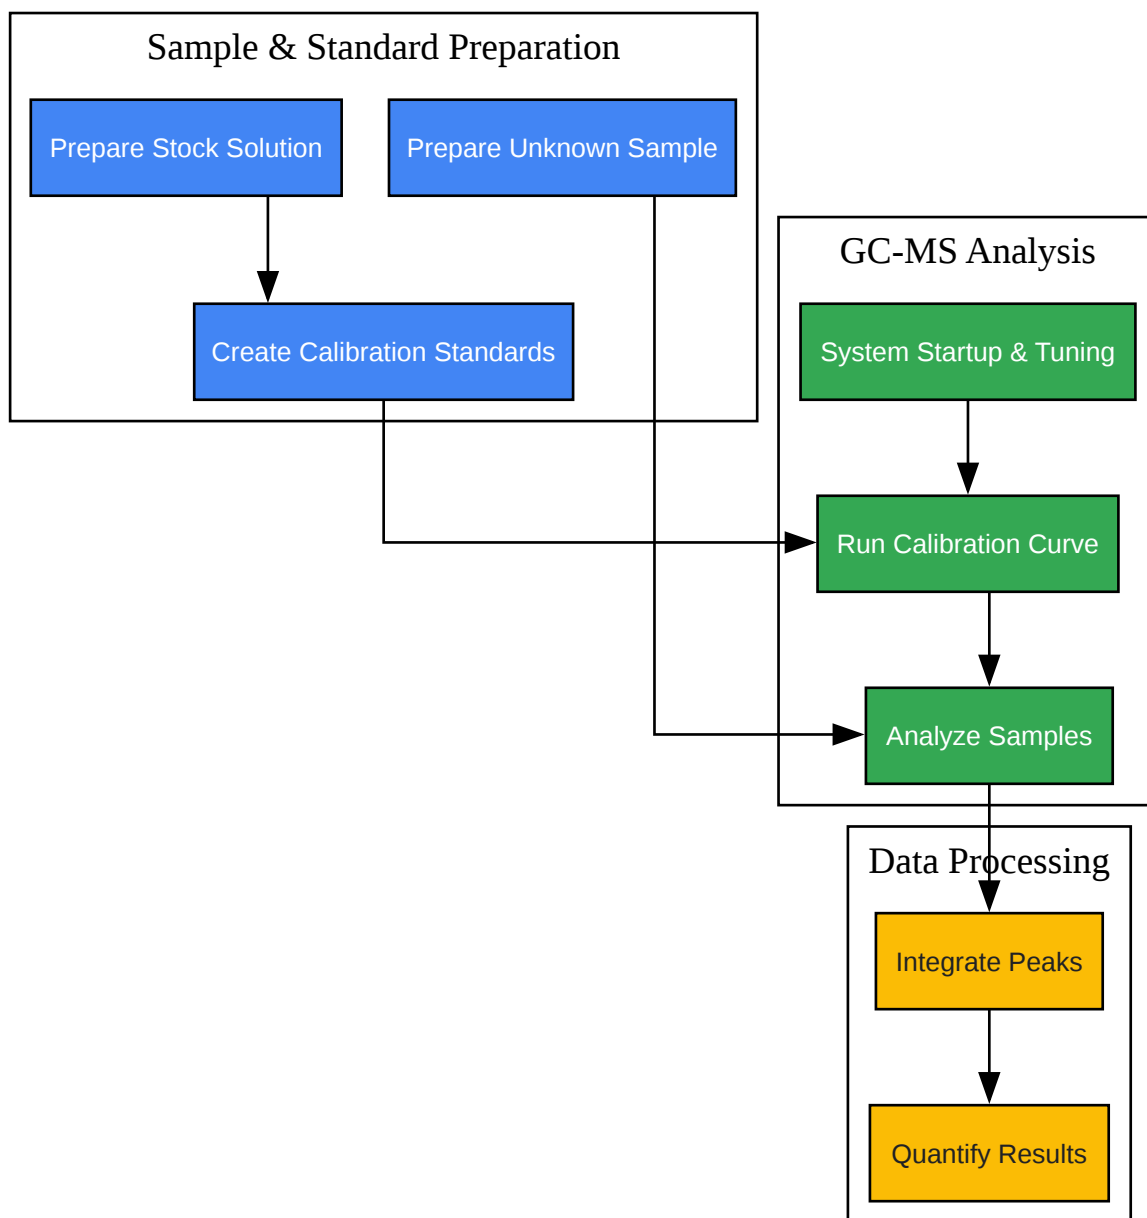 Sample & Standard Preparation
Prepare Stock Solution
Prepare Unknown Sample
Create Calibration Standards
GC-MS Analysis
System Startup & Tuning
Run Calibration Curve
Analyze Samples
Data Processing
Integrate Peaks
Quantify Results